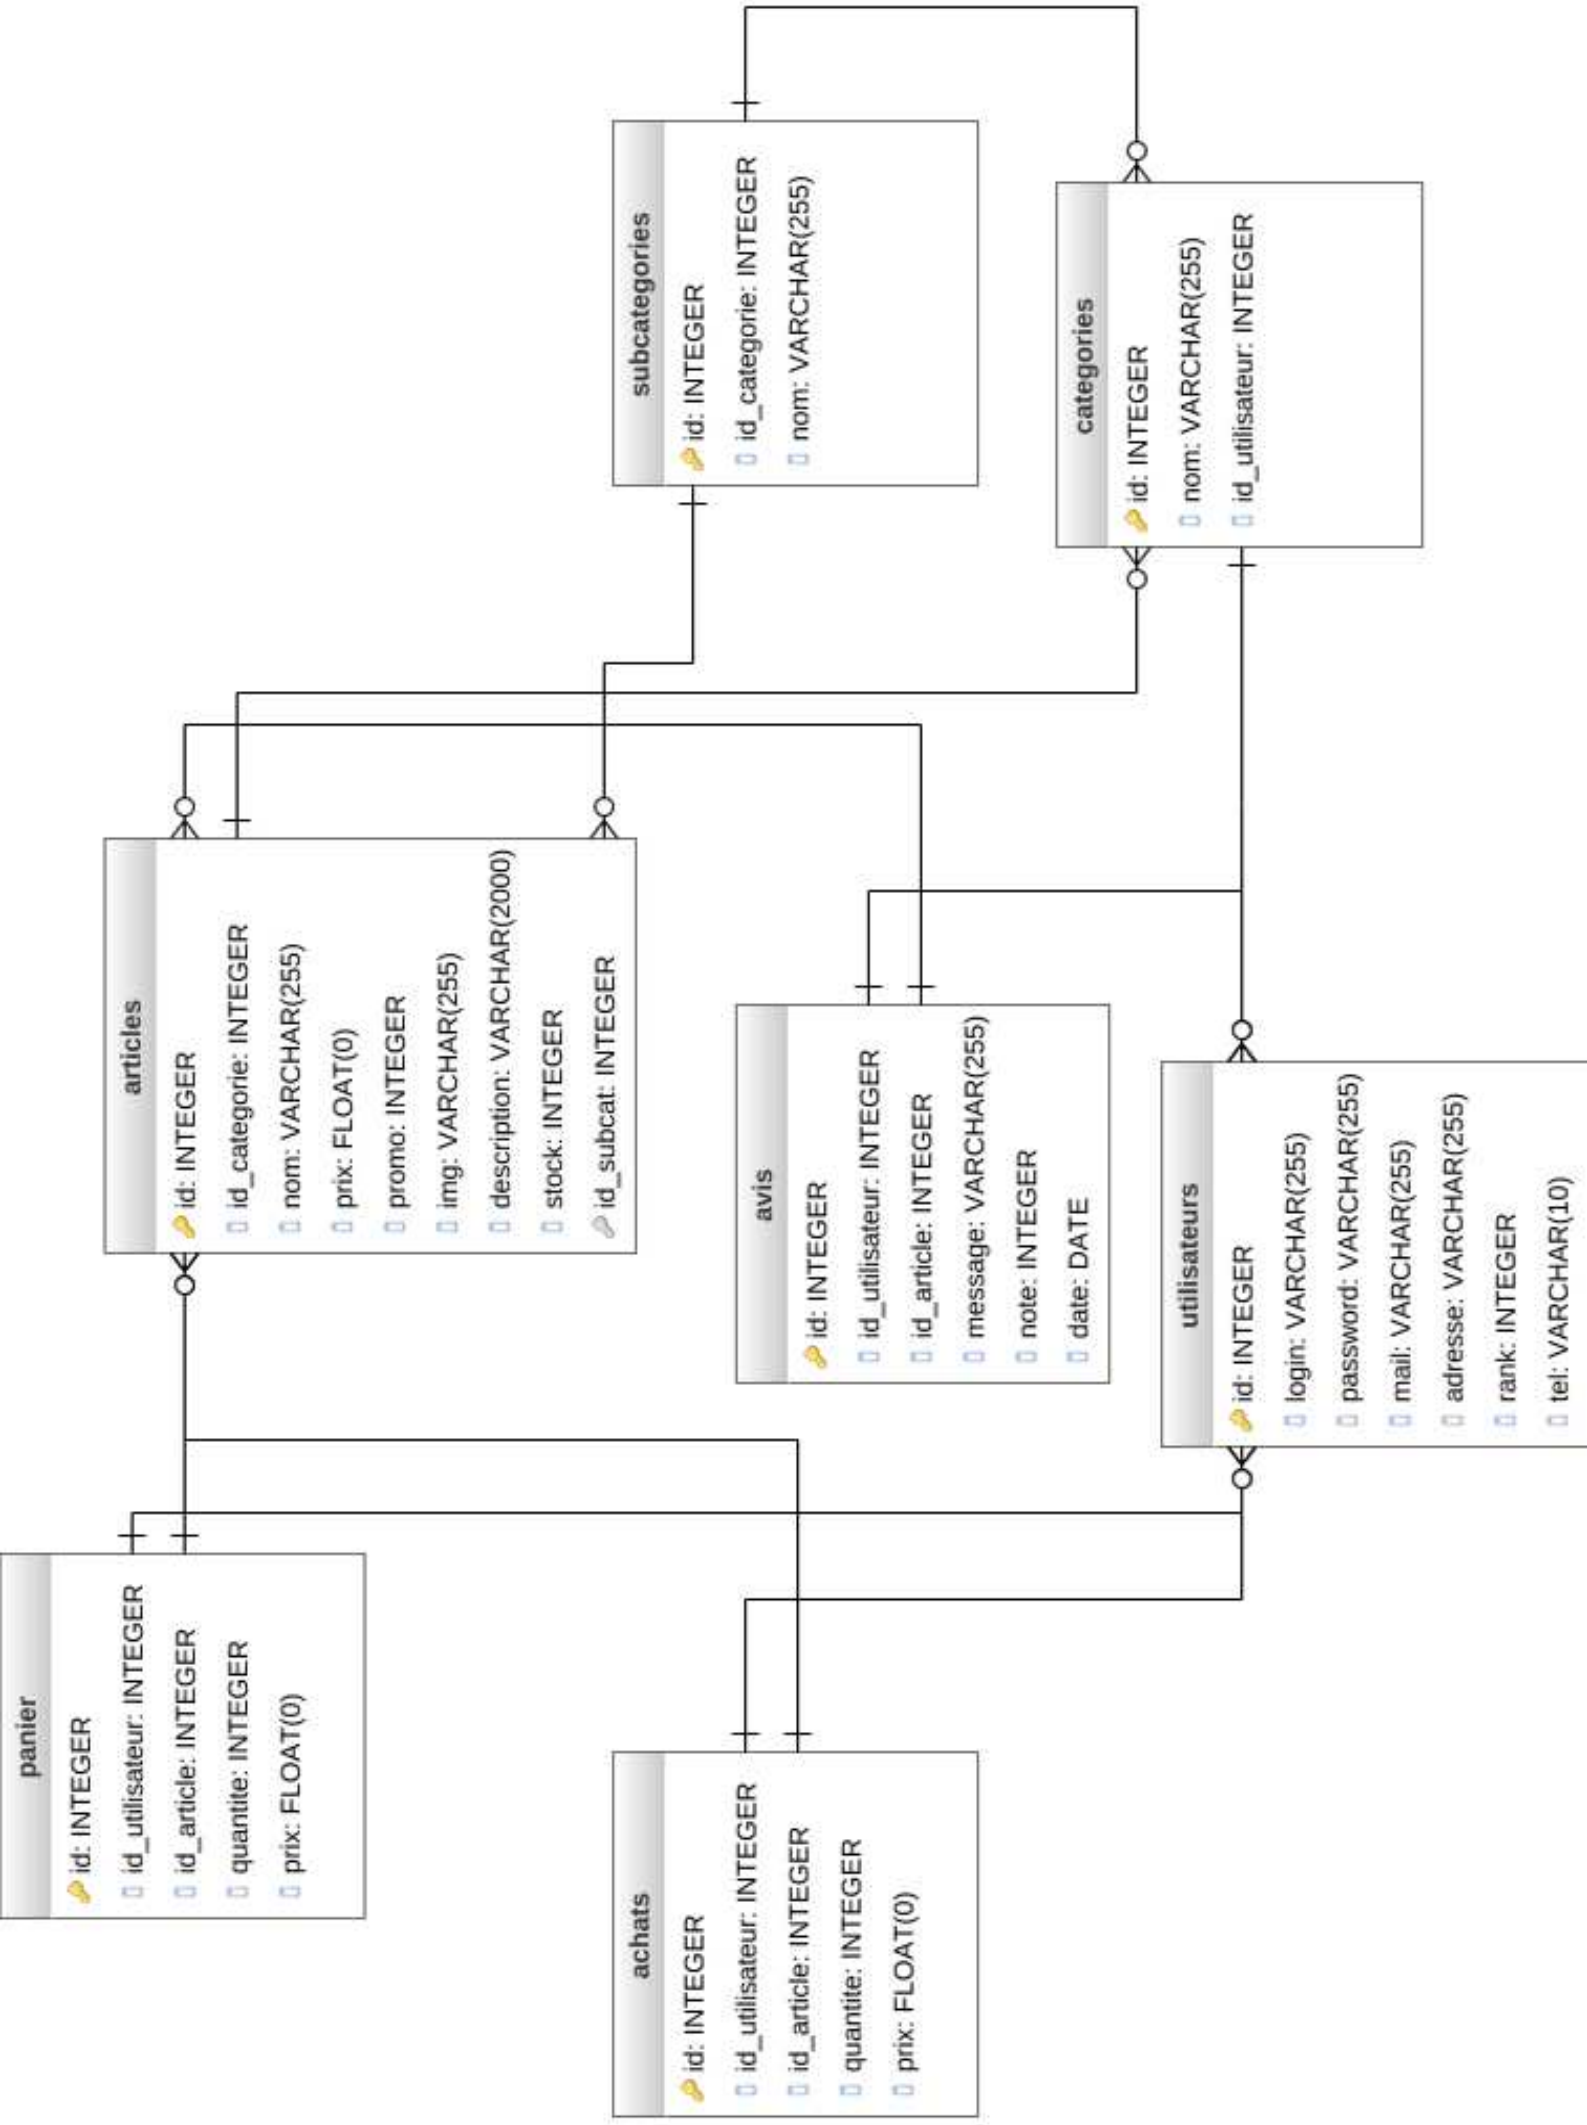 panier
id: INTEGER
id_utilisateur: INTEGER
id_article: INTEGER
quantite: INTEGER
prix: FLOAT(0)
achats
id: INTEGER
id_utilisateur: INTEGER
id_article: INTEGER
quantite: INTEGER
prix: FLOAT(0)
articles
id: INTEGER
id_categorie: INTEGER
nom: VARCHAR(255)
prix: FLOAT(0)
promo: INTEGER
img: VARCHAR(255)
description: VARCHAR(2000)
stock: INTEGER
id_subcat: INTEGER
avis
id: INTEGER
id_utilisateur: INTEGER
id_article: INTEGER
message: VARCHAR(255)
note: INTEGER
date: DATE
utilisateurs
id: INTEGER
login: VARCHAR(255)
password: VARCHAR(255)
mail: VARCHAR(255)
adresse: VARCHAR(255)
rank: INTEGER
tel: VARCHAR(10)
subcategories
id: INTEGER
id_categorie: INTEGER
nom: VARCHAR(255)
categories
id: INTEGER
nom: VARCHAR(255)
id_utilisateur: INTEGER